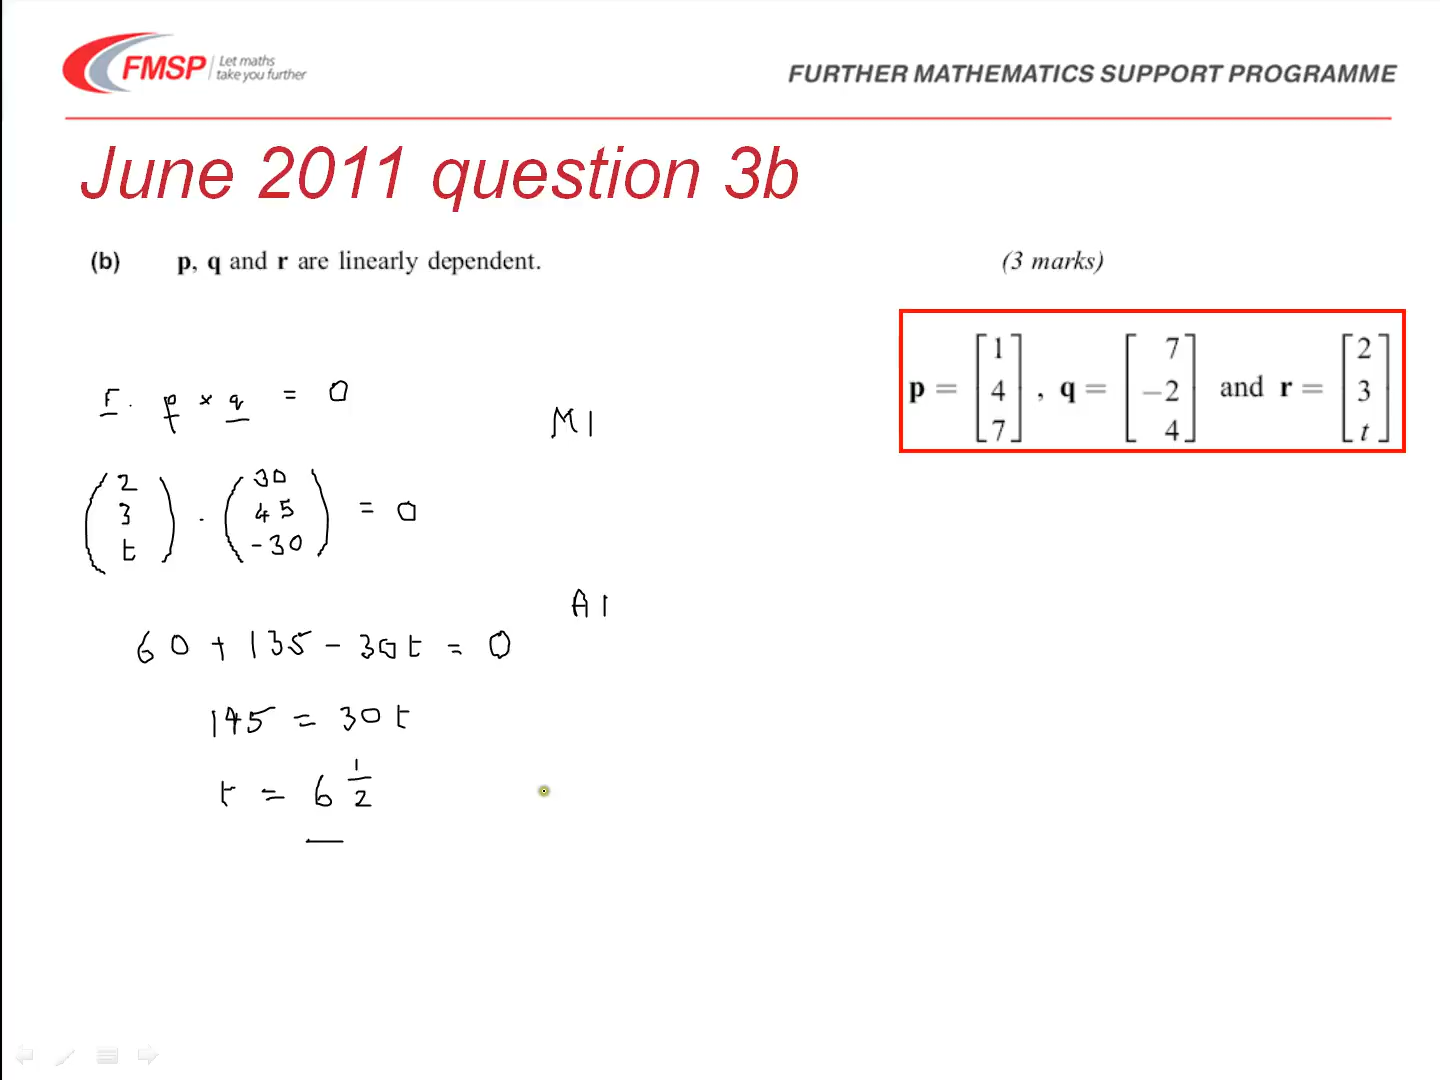 FMSP Let maths take you further
FURTHER MATHEMATICS SUPPORT PROGRAMME
June 2011 question 3b
(b) p, q and r are linearly dependent. (3 marks)
p = [1 4 7], q = [7 −2 4] and r = [2 3 t]
r . p × q = 0 M1
(2 3 t) . (30 45 -30) = 0
A1
60 + 135 - 30t = 0
195 = 30t
t = 6 1/2